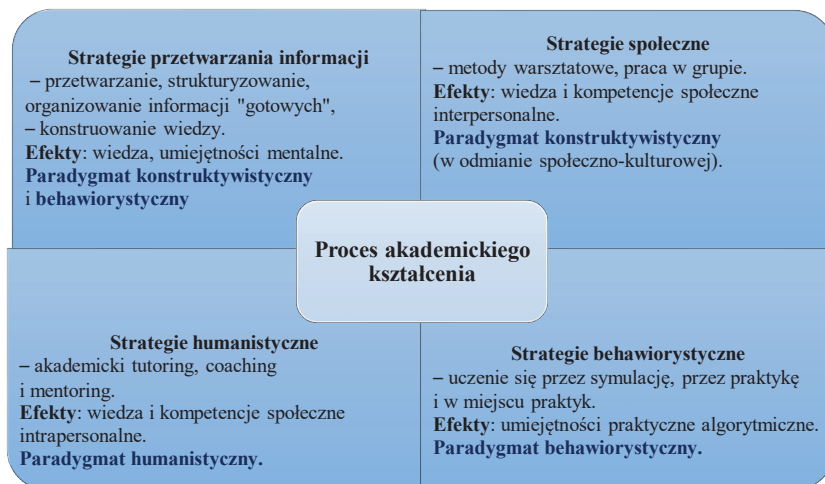 Strategie przetwarzania informacji
– przetwarzanie, strukturyzowanie,
organizowanie informacji "gotowych",
– konstruowanie wiedzy.
Efekty: wiedza, umiejętności mentalne.
Paradygmat konstruktywistyczny
i behawiorystyczny
Strategie społeczne
– metody warsztatowe, praca w grupie.
Efekty: wiedza i kompetencje społeczne
interpersonalne.
Paradygmat konstruktywistyczny
(w odmianie społeczno-kulturowej).
Proces akademickiego
kształcenia
Strategie humanistyczne
– akademicki tutoring, coaching
i mentoring.
Efekty: wiedza i kompetencje społeczne
intrapersonalne.
Paradygmat humanistyczny.
Strategie behawiorystyczne
– uczenie się przez symulację, przez praktykę
i w miejscu praktyk.
Efekty: umiejętności praktyczne algorytmiczne.
Paradygmat behawiorystyczny.